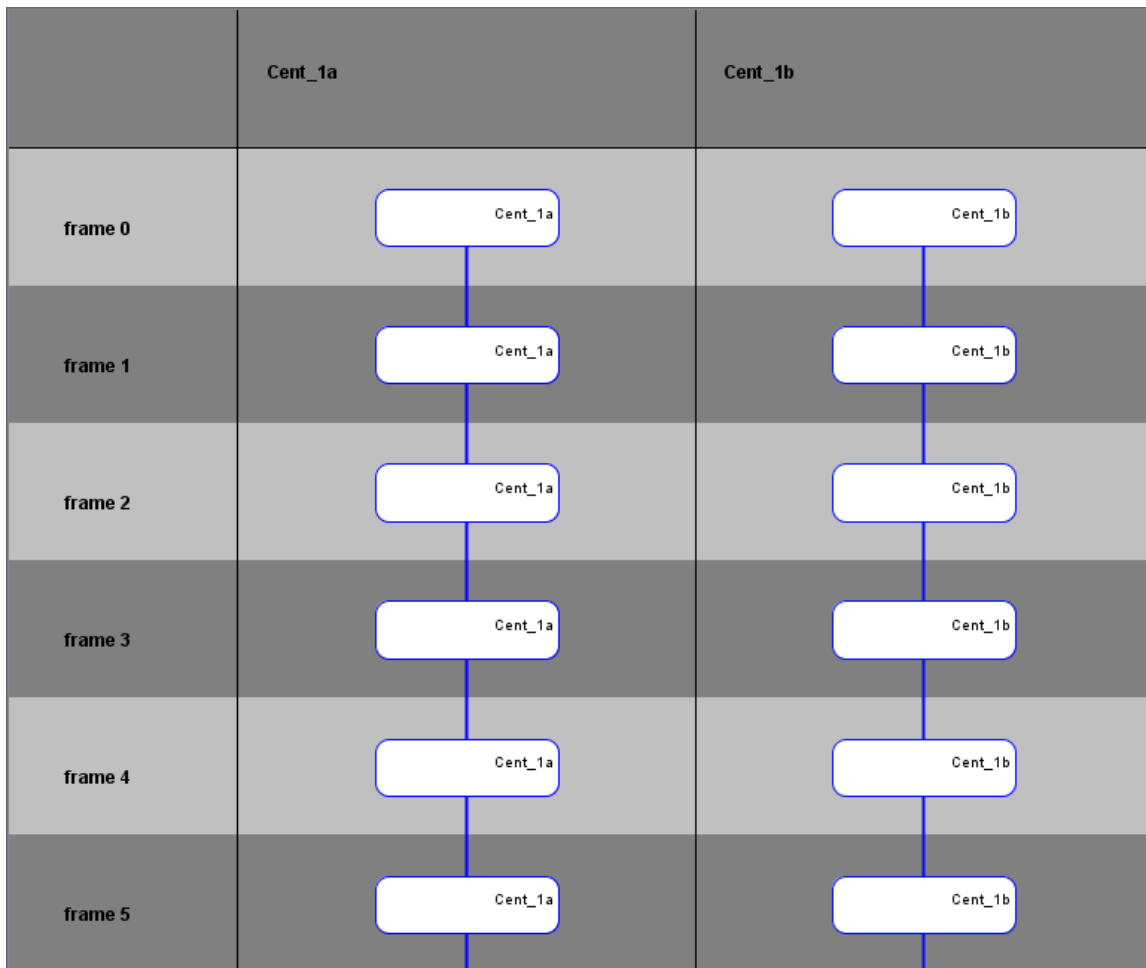 Cent_1a Cent_1b
frame 0 Cent_1a Cent_1b
frame 1 Cent_1a Cent_1b
frame 2 Cent_1a Cent_1b
frame 3 Cent_1a Cent_1b
frame 4 Cent_1a Cent_1b
frame 5 Cent_1a Cent_1b